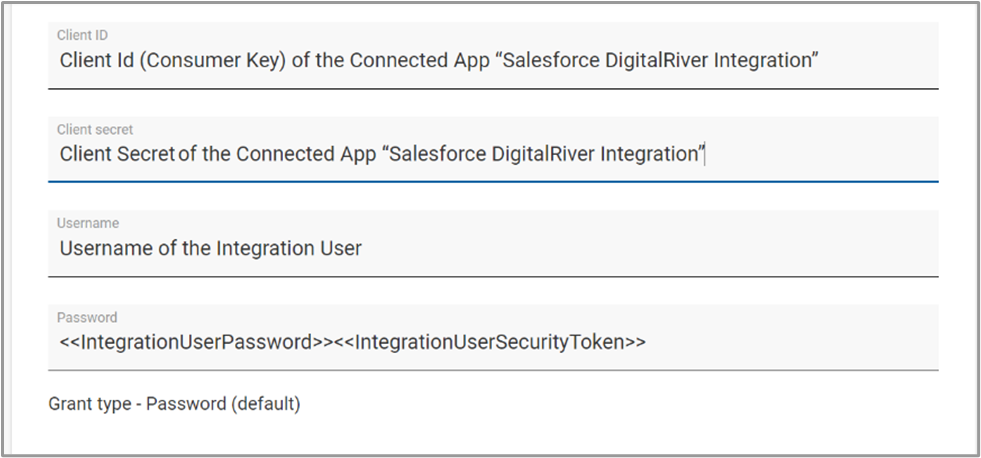 Client ID
Client Id (Consumer Key) of the Connected App “Salesforce DigitalRiver Integration”
Client secret
Client Secret of the Connected App “Salesforce DigitalRiver Integration”
Username
Username of the Integration User
Password
<<IntegrationUserPassword>><<IntegrationUserSecurityToken>>
Grant type - Password (default)